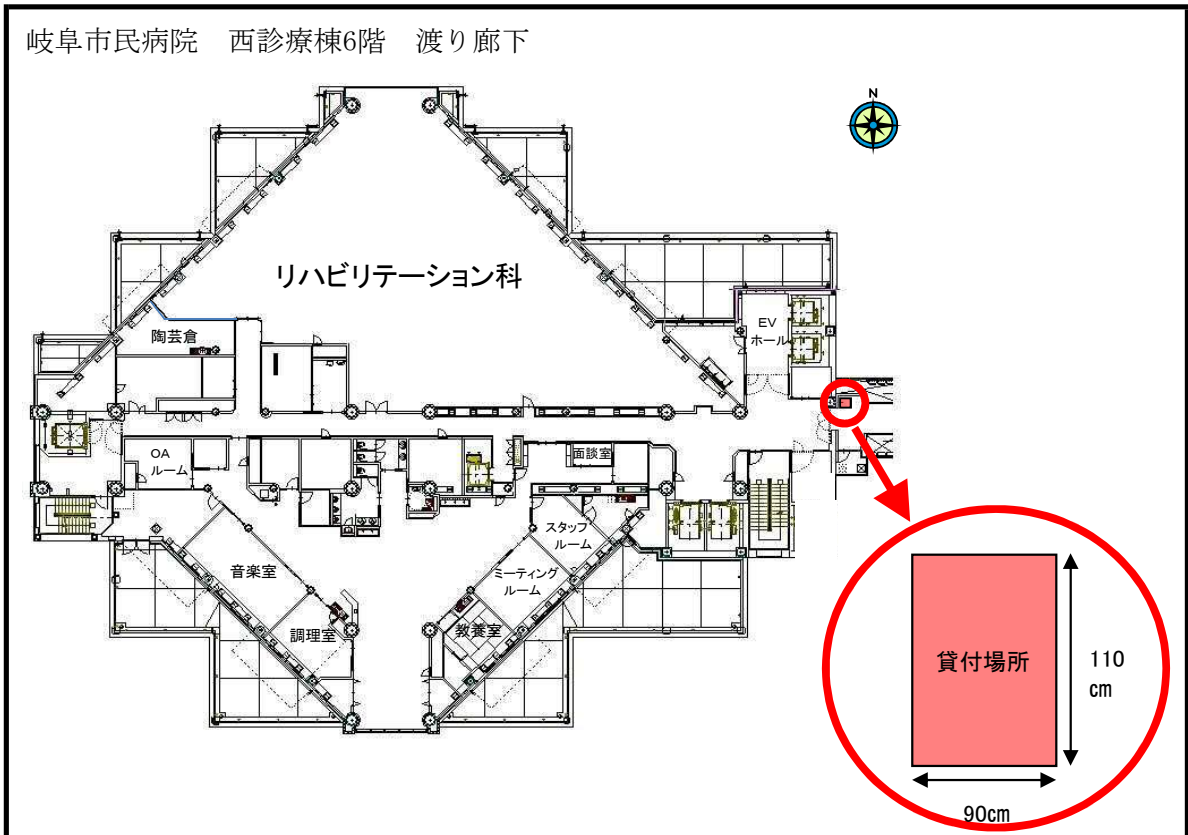 岐阜市民病院　西診療棟6階　渡り廊下
N
リハビリテーション科
EV
ホール
陶芸倉
OA
ルーム
面談室
スタッフ
ルーム
音楽室
ミーティング
ルーム
調理室
教養室
貸付場所
110
cm
90cm